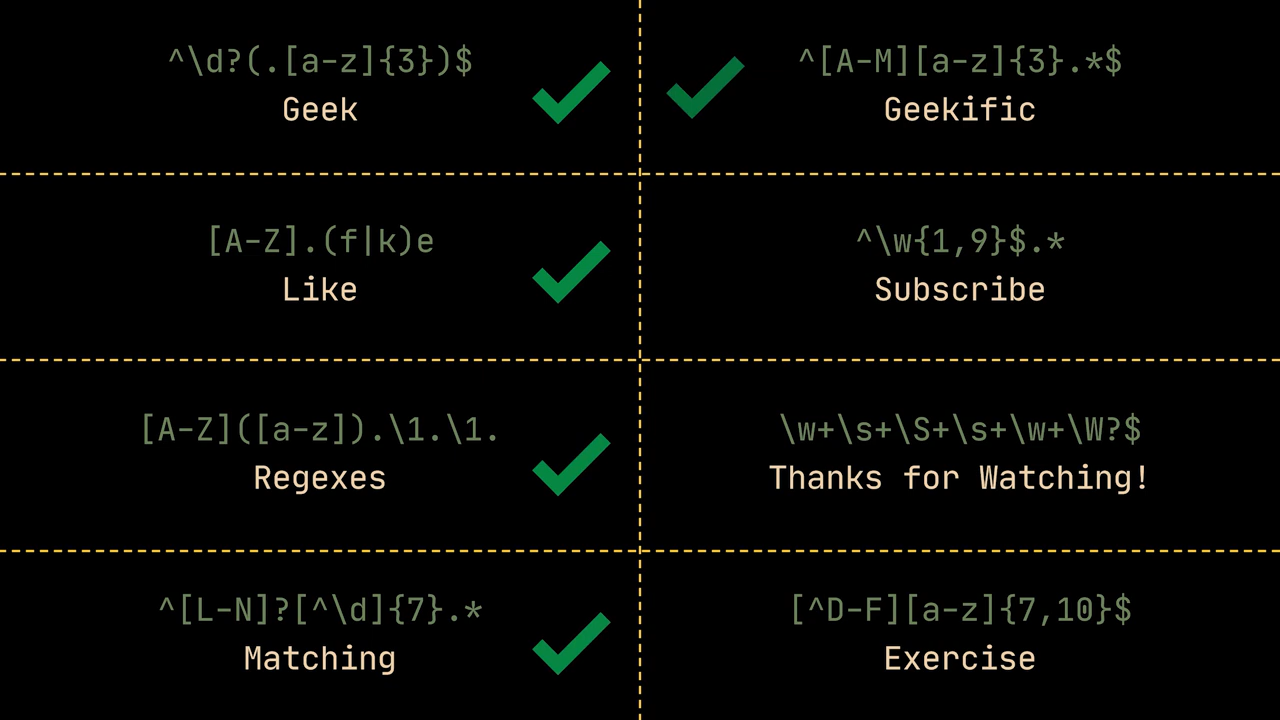 ^\d?(.[a-z]{3})$
Geek
^[A-M][a-z]{3}.*$
Geekific
[A-Z].(f|k)e
Like
^\w{1,9}$.*
Subscribe
[A-Z]([a-z]).\1.\1.
Regexes
\w+\s+\S+\s+\w+\W?$
Thanks for Watching!
^[L-N]?[^\d]{7}.*
Matching
[^D-F][a-z]{7,10}$
Exercise